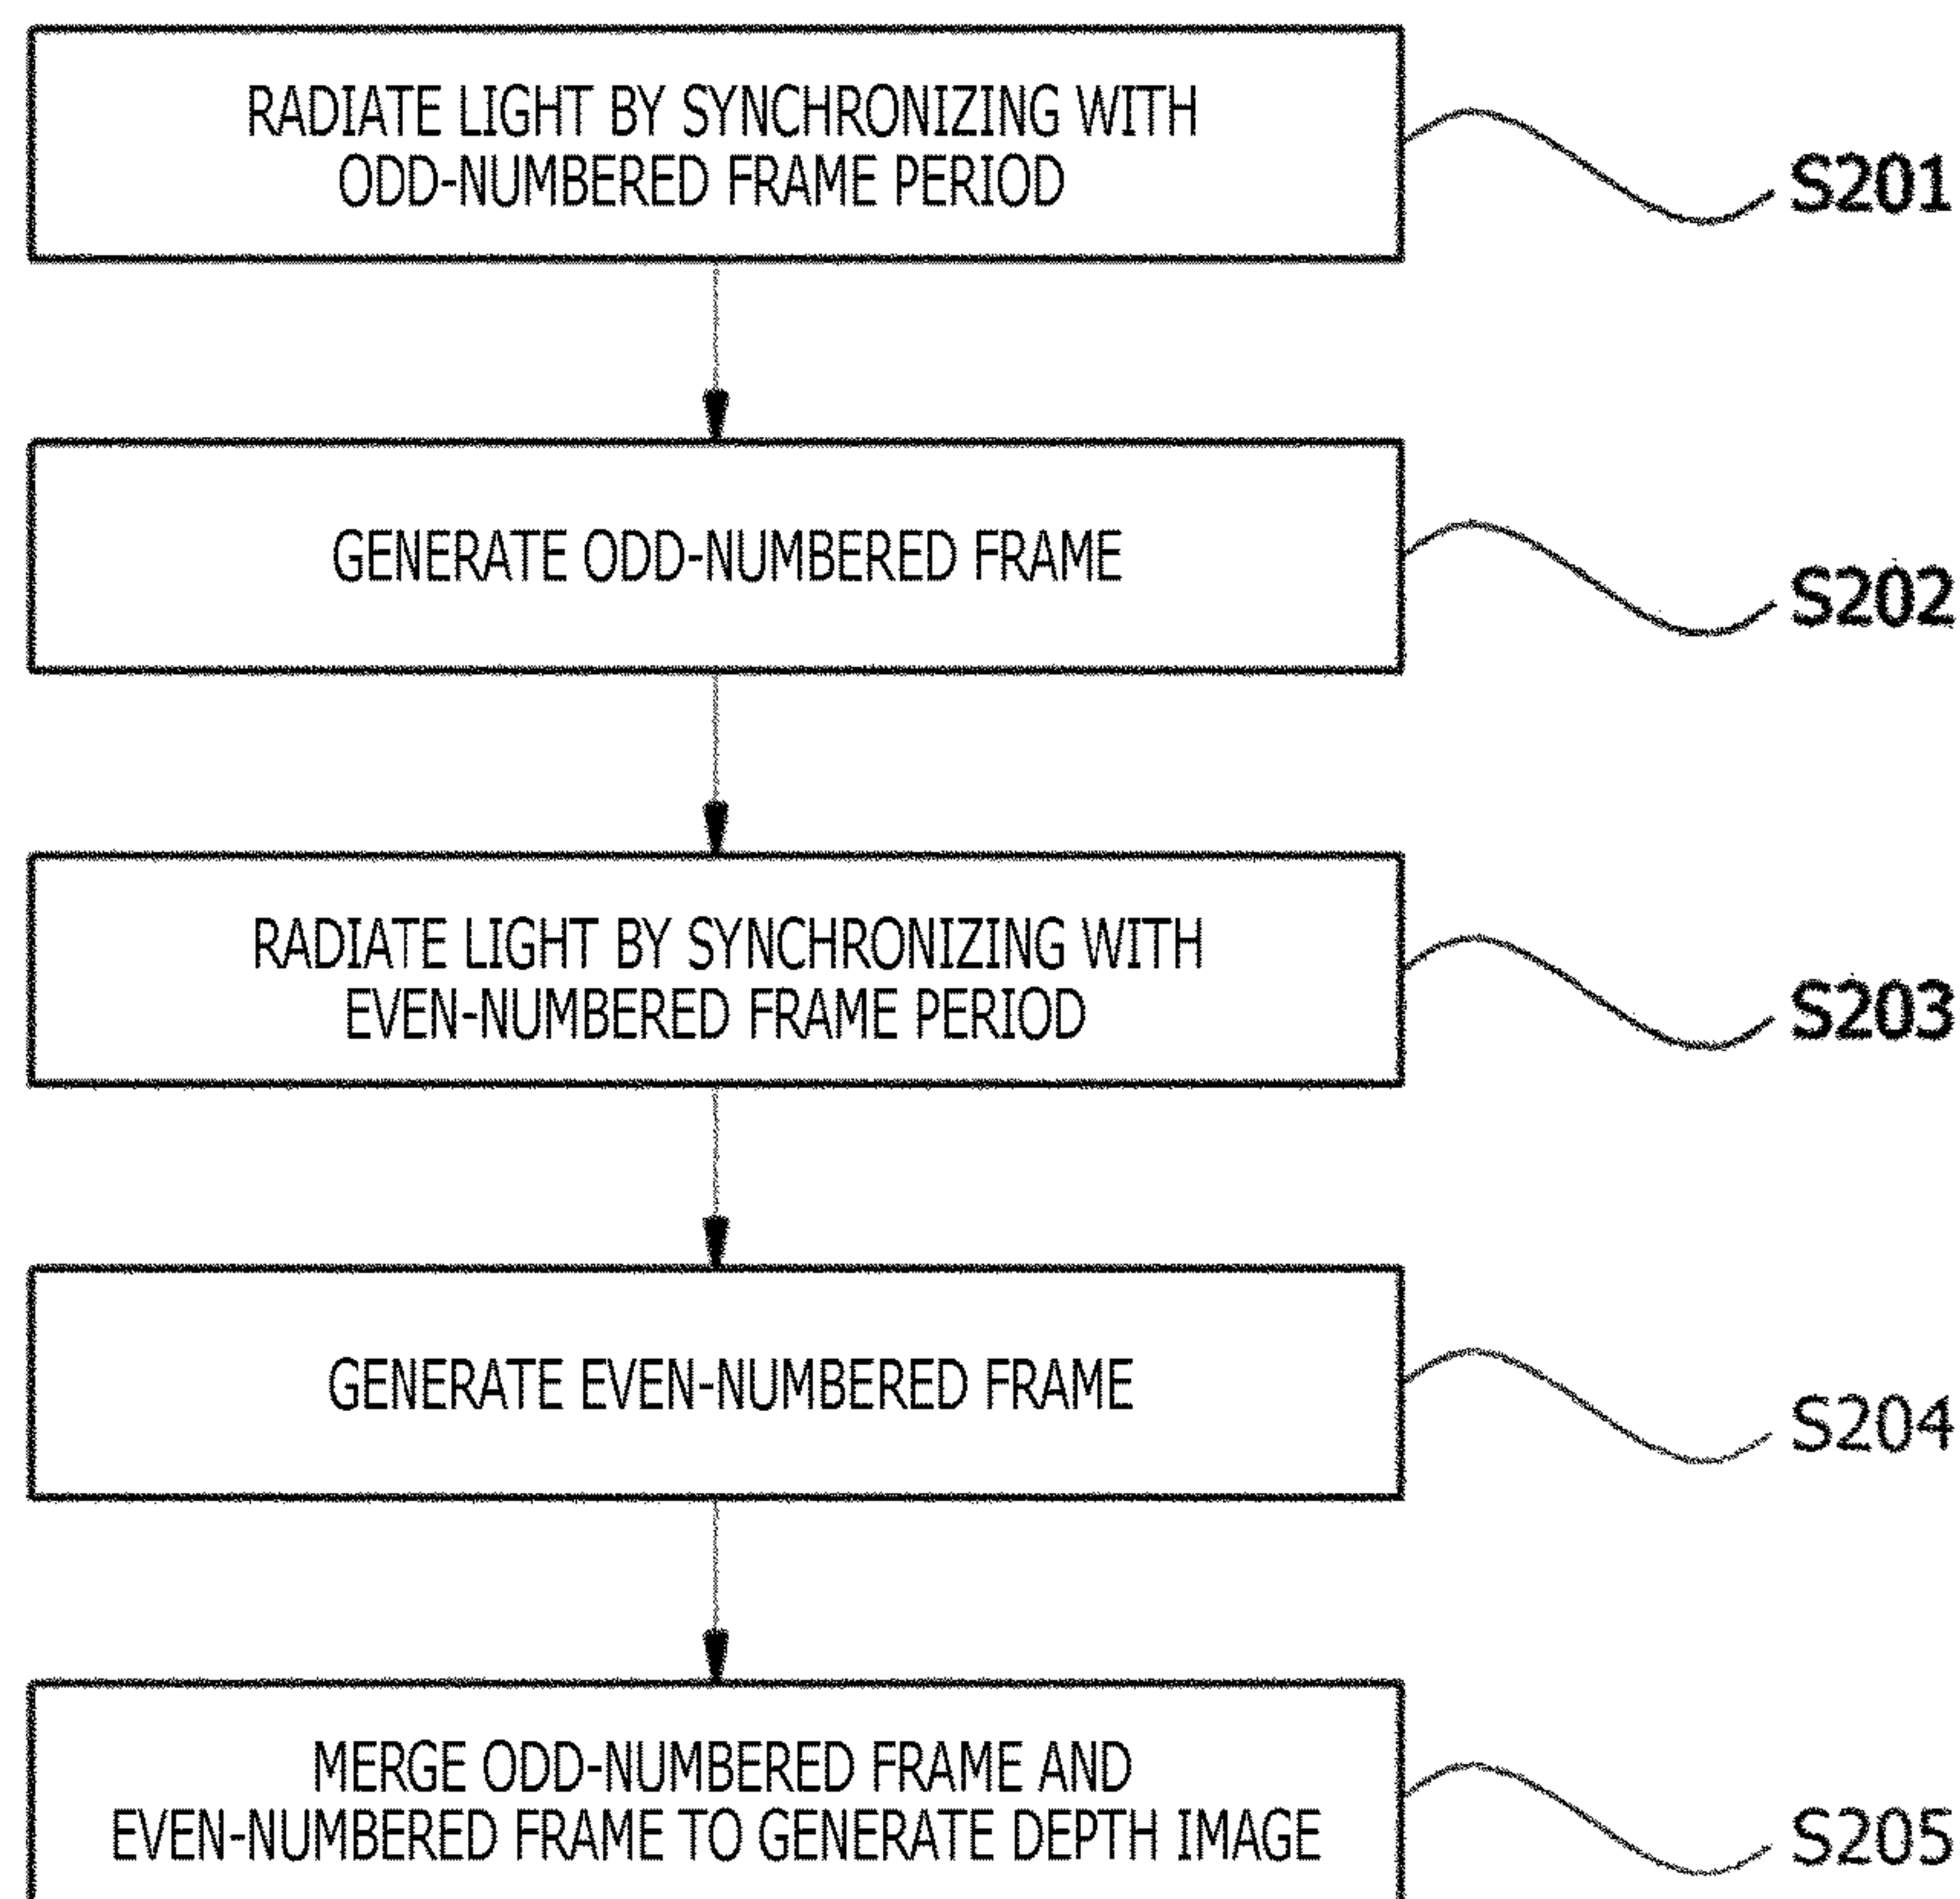 RADIATE LIGHT BY SYNCHRONIZING WITH
ODD-NUMBERED FRAME PERIOD
S201
GENERATE ODD-NUMBERED FRAME
S202
RADIATE LIGHT BY SYNCHRONIZING WITH
EVEN-NUMBERED FRAME PERIOD
S203
GENERATE EVEN-NUMBERED FRAME
S204
MERGE ODD-NUMBERED FRAME AND
EVEN-NUMBERED FRAME TO GENERATE DEPTH IMAGE
S205